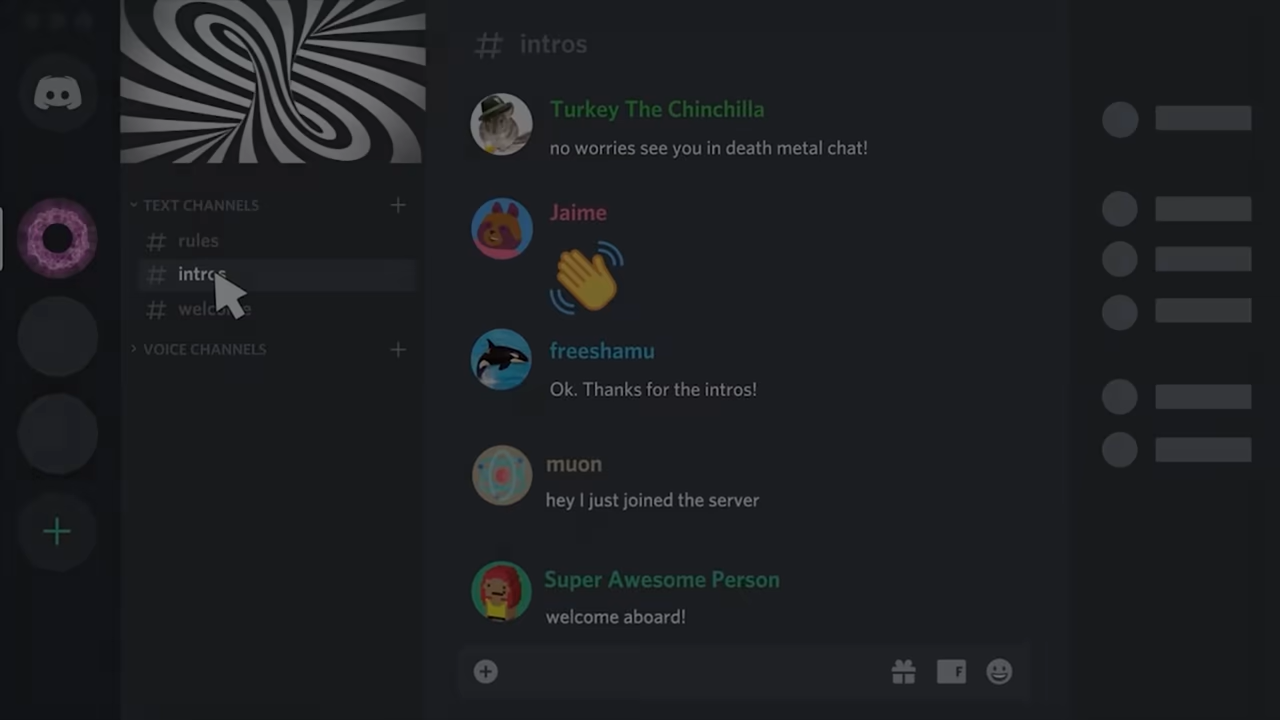 TEXT CHANNELS
# rules
# intros
# welcome
VOICE CHANNELS
# intros
Turkey The Chinchilla
no worries see you in death metal chat!
Jaime
freeshamu
Ok. Thanks for the intros!
muon
hey I just joined the server
Super Awesome Person
welcome aboard!
F